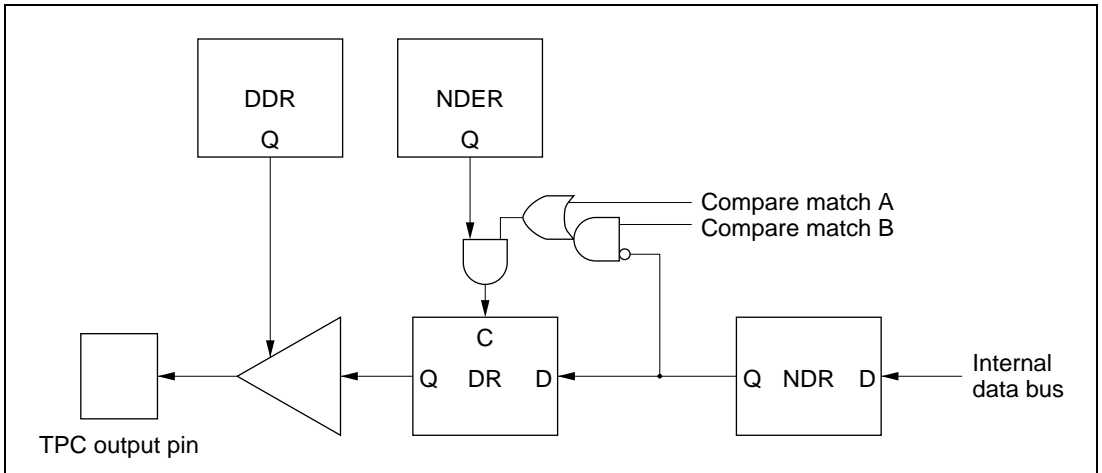 DDR
Q
NDER
Q
Compare match A
Compare match B
C
Q DR D
Q NDR D
Internal
data bus
TPC output pin